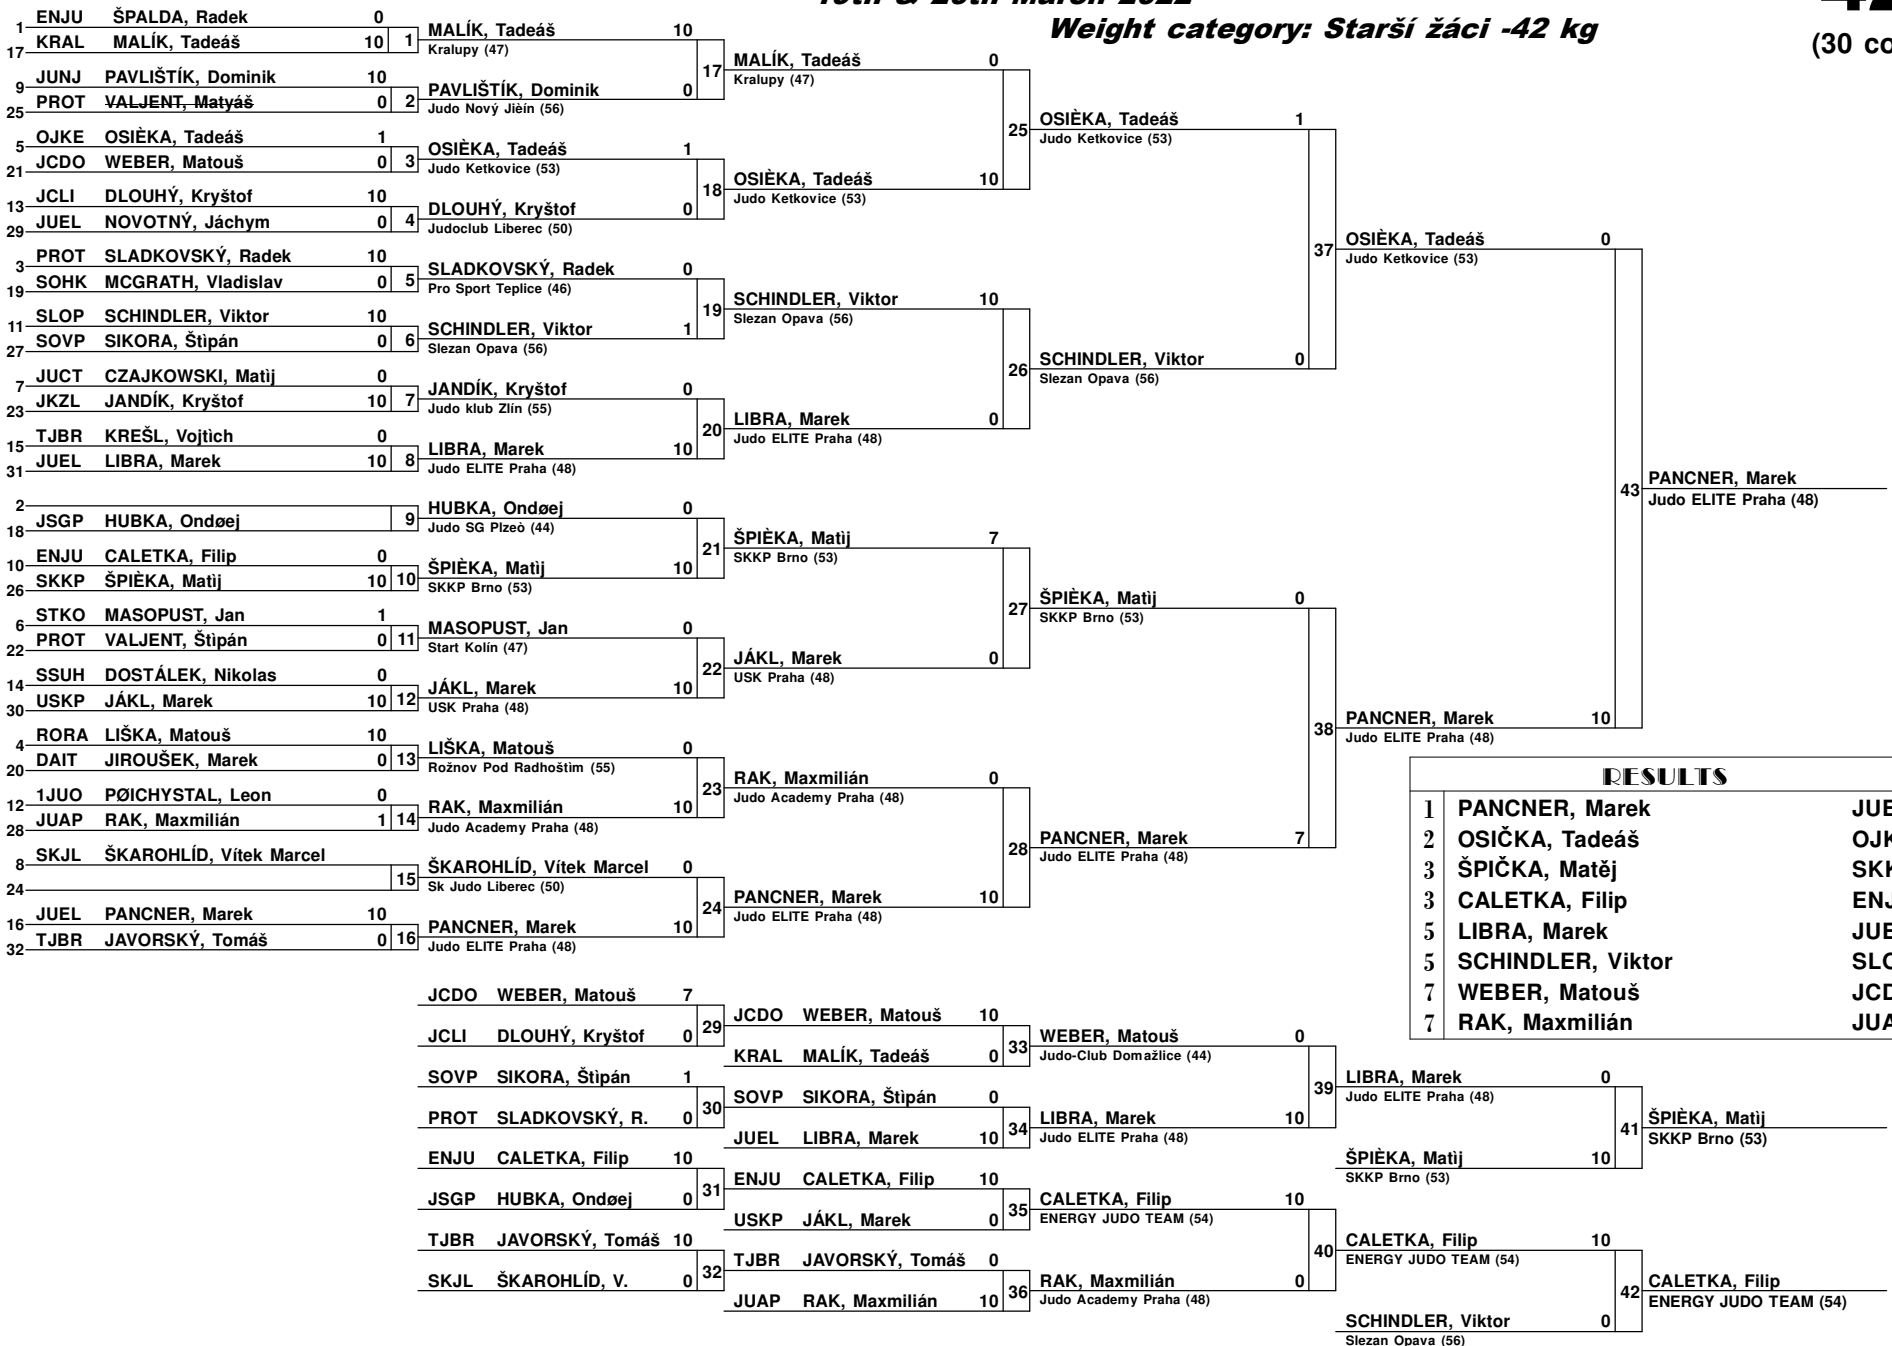 Weight category: Starší žáci -42 kg
1 ENJU ŠPALDA, Radek 0
17 KRAL MALÍK, Tadeáš 10 1
9 JUNJ PAVLIŠTÍK, Dominik 10
25 PROT VALJENT, Matyáš 0 2
5 OJKE OSIÈKA, Tadeáš 1
21 JCDO WEBER, Matouš 0 3
13 JCLI DLOUHÝ, Kryštof 10
29 JUEL NOVOTNÝ, Jáchym 0 4
3 PROT SLADKOVSKÝ, Radek 10
19 SOHK MCGRATH, Vladislav 0 5
11 SLOP SCHINDLER, Viktor 10
27 SOVP SIKORA, Štìpán 0 6
7 JUCT CZAJKOWSKI, Matìj 0
23 JKZL JANDÍK, Kryštof 10 7
15 TJBR KREŠL, Vojtìch 0
31 JUEL LIBRA, Marek 10 8
2
18 JSGP HUBKA, Ondøej 9
10 ENJU CALETKA, Filip 0
26 SKKP ŠPIÈKA, Matìj 10 10
6 STKO MASOPUST, Jan 1
22 PROT VALJENT, Štìpán 0 11
14 SSUH DOSTÁLEK, Nikolas 0
30 USKP JÁKL, Marek 10 12
4 RORA LIŠKA, Matouš 10
20 DAIT JIROUŠEK, Marek 0 13
12 1JUO PØICHYSTAL, Leon 0
28 JUAP RAK, Maxmilián 1 14
8 SKJL ŠKAROHLÍD, Vítek Marcel
24 15
16 JUEL PANCNER, Marek 10
32 TJBR JAVORSKÝ, Tomáš 0 16
MALÍK, Tadeáš 10
Kralupy (47)
17
PAVLIŠTÍK, Dominik 0
Judo Nový Jièín (56)
OSIÈKA, Tadeáš 1
Judo Ketkovice (53)
18
DLOUHÝ, Kryštof 0
Judoclub Liberec (50)
SLADKOVSKÝ, Radek 0
Pro Sport Teplice (46)
19
SCHINDLER, Viktor 1
Slezan Opava (56)
JANDÍK, Kryštof 0
Judo klub Zlín (55)
20
LIBRA, Marek 10
Judo ELITE Praha (48)
HUBKA, Ondøej 0
Judo SG Plzeò (44)
21
ŠPIÈKA, Matìj 10
SKKP Brno (53)
MASOPUST, Jan 0
Start Kolín (47)
22
JÁKL, Marek 10
USK Praha (48)
LIŠKA, Matouš 0
Rožnov Pod Radhoštìm (55)
23
RAK, Maxmilián 10
Judo Academy Praha (48)
ŠKAROHLÍD, Vítek Marcel 0
Sk Judo Liberec (50)
24
PANCNER, Marek 10
Judo ELITE Praha (48)
MALÍK, Tadeáš 0
Kralupy (47)
25
OSIÈKA, Tadeáš 10
Judo Ketkovice (53)
SCHINDLER, Viktor 10
Slezan Opava (56)
26
LIBRA, Marek 0
Judo ELITE Praha (48)
ŠPIÈKA, Matìj 7
SKKP Brno (53)
27
JÁKL, Marek 0
USK Praha (48)
RAK, Maxmilián 0
Judo Academy Praha (48)
28
PANCNER, Marek 10
Judo ELITE Praha (48)
OSIÈKA, Tadeáš 1
Judo Ketkovice (53)
37
SCHINDLER, Viktor 0
Slezan Opava (56)
ŠPIÈKA, Matìj 0
SKKP Brno (53)
38
PANCNER, Marek 7
Judo ELITE Praha (48)
OSIÈKA, Tadeáš 0
Judo Ketkovice (53)
43
PANCNER, Marek 10
Judo ELITE Praha (48)
PANCNER, Marek
Judo ELITE Praha (48)
RESULTS
1 PANCNER, Marek
2 OSIČKA, Tadeáš
3 ŠPIČKA, Matěj
3 CALETKA, Filip
5 LIBRA, Marek
5 SCHINDLER, Viktor
7 WEBER, Matouš
7 RAK, Maxmilián
JCDO WEBER, Matouš 7
29
JCLI DLOUHÝ, Kryštof 0
SOVP SIKORA, Štìpán 1
30
PROT SLADKOVSKÝ, R. 0
ENJU CALETKA, Filip 10
31
JSGP HUBKA, Ondøej 0
TJBR JAVORSKÝ, Tomáš 10
32
SKJL ŠKAROHLÍD, V. 0
JCDO WEBER, Matouš 10
33
KRAL MALÍK, Tadeáš 0
SOVP SIKORA, Štìpán 0
34
JUEL LIBRA, Marek 10
ENJU CALETKA, Filip 10
35
USKP JÁKL, Marek 0
TJBR JAVORSKÝ, Tomáš 0
36
JUAP RAK, Maxmilián 10
WEBER, Matouš 0
Judo-Club Domažlice (44)
39
LIBRA, Marek 10
Judo ELITE Praha (48)
CALETKA, Filip 10
ENERGY JUDO TEAM (54)
40
RAK, Maxmilián 0
Judo Academy Praha (48)
LIBRA, Marek 0
Judo ELITE Praha (48)
41
ŠPIÈKA, Matìj 10
SKKP Brno (53)
CALETKA, Filip 10
ENERGY JUDO TEAM (54)
42
SCHINDLER, Viktor 0
Slezan Opava (56)
ŠPIÈKA, Matìj
SKKP Brno (53)
CALETKA, Filip
ENERGY JUDO TEAM (54)